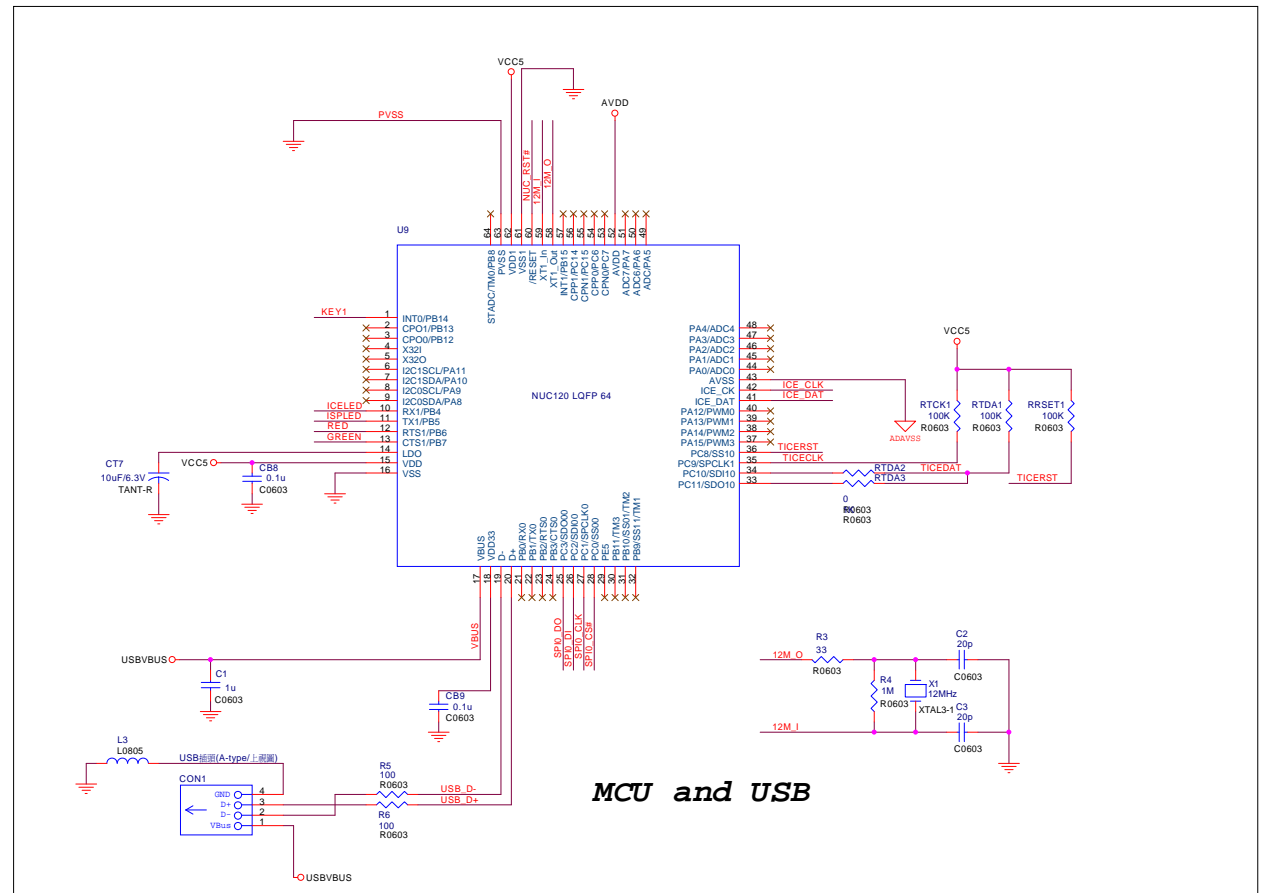 VCC5
AVDD
PVSS
NUC_RST#
12M_I
12M_O
U9
64
63
62
61
60
59
58
57
56
55
54
53
52
51
50
49
STADC/TM0/PB8
PVSS
VDD1
VSS1
/RESET
XT1_In
XT1_Out
INT1/PB15
CPP1/PC14
CPN1/PC15
CPP0/PC6
CPN0/PC7
AVDD
ADC7/PA7
ADC6/PA6
ADC/PA5
KEY1
1 INT0/PB14
2 CPO1/PB13
3 CPO0/PB12
4 X32I
5 X32O
6 I2C1SCL/PA11
7 I2C1SDA/PA10
8 I2C0SCL/PA9
9 I2C0SDA/PA8
ICELED 10 RX1/PB4
ISPLED 11 TX1/PB5
RED 12 RTS1/PB6
GREEN 13 CTS1/PB7
14 LDO
15 VDD
16 VSS
NUC120 LQFP 64
PA4/ADC4 48
PA3/ADC3 47
PA2/ADC2 46
PA1/ADC1 45
PA0/ADC0 44
AVSS 43
ICE_CK 42 ICE_CLK
ICE_DAT 41 ICE_DAT
PA12/PWM0 40
PA13/PWM1 39
PA14/PWM2 38
PA15/PWM3 37
PC8/SS10 36 TICERST
PC9/SPCLK1 35 TICECLK
PC10/SDI10 34
PC11/SDO10 33
VCC5
RTCK1
100K
R0603
RTDA1
100K
R0603
RRSET1
100K
R0603
ADAVSS
RTDA2
TICEDAT
RTDA3
TICERST
0
R0603
R0603
CT7
10uF/6.3V
TANT-R
VCC5
CB8
0.1u
C0603
VBUS
VDD33
D-
D+
PB0/RX0
PB1/TX0
PB2/RTS0
PB3/CTS0
PC3/SDO00
PC2/SDI00
PC1/SPCLK0
PC0/SS00
PE5
PB11/TM3
PB10/SS01/TM2
PB9/SS11/TM1
17
18
19
20
21
22
23
24
25
26
27
28
29
30
31
32
VBUS
SPI0_DO
SPI0_DI
SPI0_CLK
SPI0_CS#
USBVBUS
C1
1u
C0603
CB9
0.1u
C0603
12M_O
R3
33
R0603
R4
1M
R0603
X1
12MHz
XTAL3-1
C2
20p
C0603
C3
20p
C0603
12M_I
L3
L0805
USB插頭(A-type/上視圖)
CON1
GND 4
D+ 3
D- 2
VBus 1
R5
100
R0603
USB_D-
USB_D+
R6
100
R0603
USBVBUS
MCU and USB